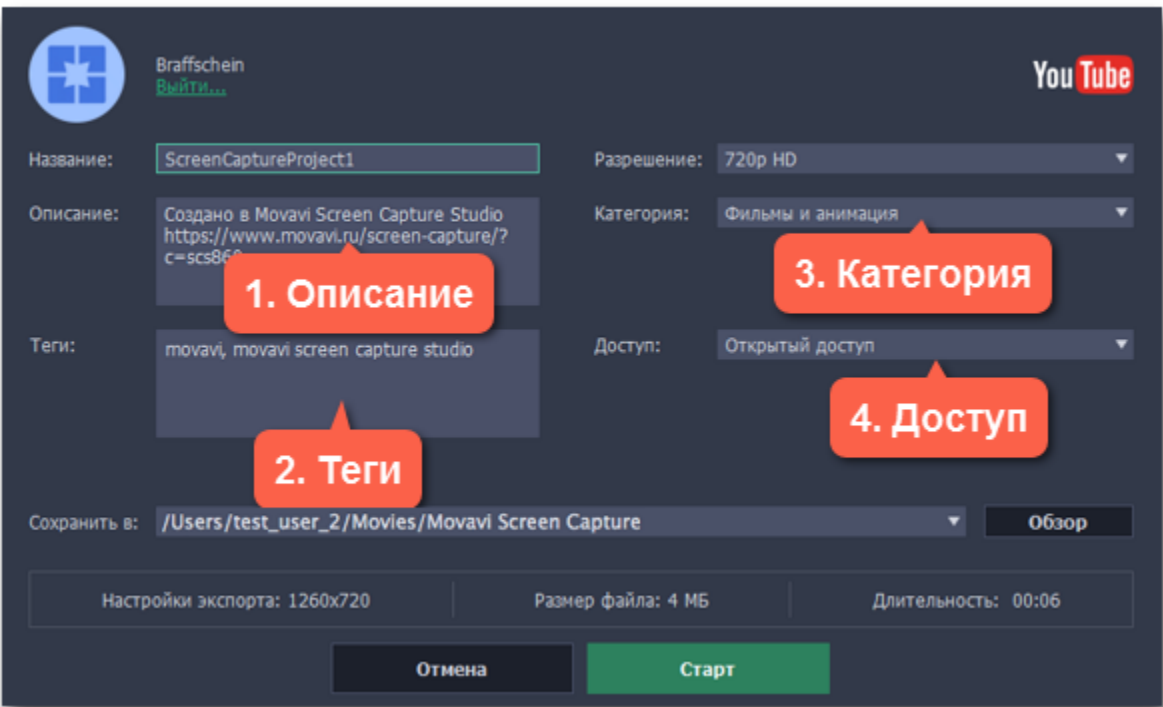 Braffschein
Выйти...
You Tube
Название: ScreenCaptureProject1
Разрешение: 720p HD
Описание: Создано в Movavi Screen Capture Studio
https://www.movavi.ru/screen-capture/?
Категория: Фильмы и анимация
1. Описание
3. Категория
Теги: movavi, movavi screen capture studio
Доступ: Открытый доступ
2. Теги
4. Доступ
Сохранить в: /Users/test_user_2/Movies/Movavi Screen Capture
Обзор
Настройки экспорта: 1260x720
Размер файла: 4 МБ
Длительность: 00:06
Отмена
Старт